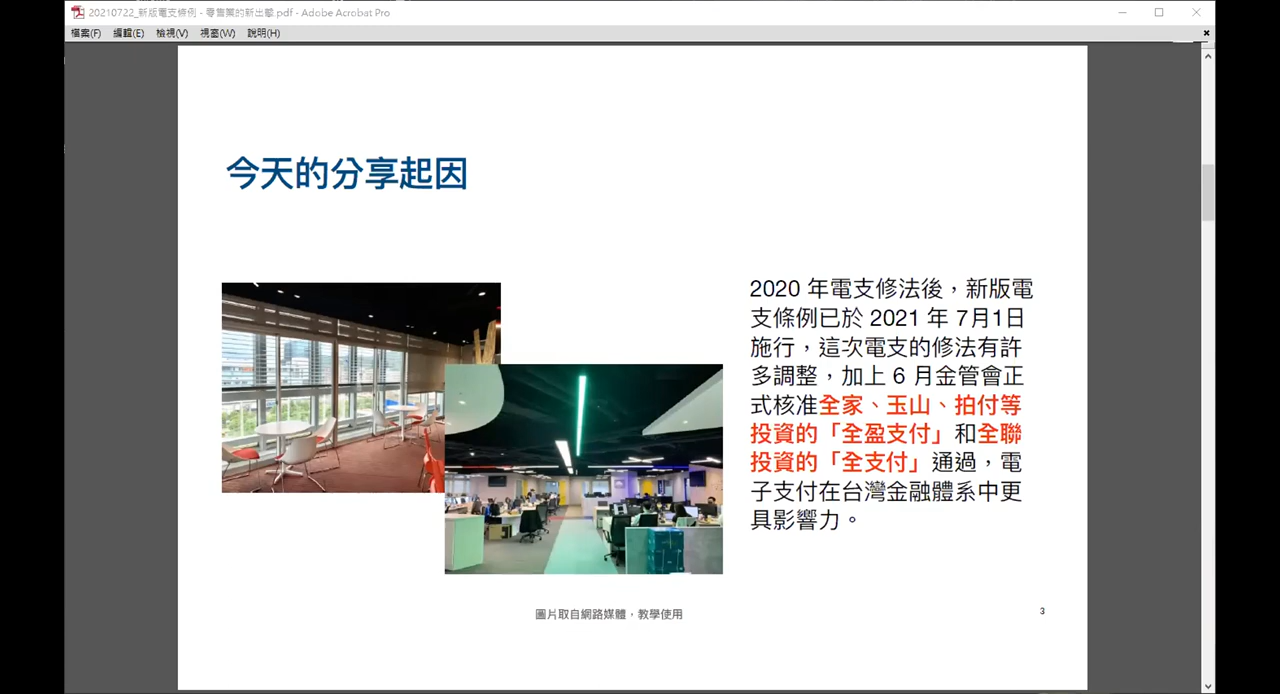 20210722_新版電支條例 - 零售業的新出擊.pdf - Adobe Acrobat Pro
檔案(F) 編輯(E) 檢視(V) 視窗(W) 說明(H)
今天的分享起因
2020 年電支修法後，新版電
支條例已於 2021 年 7月1日
施行，這次電支的修法有許
多調整，加上 6 月金管會正
式核准全家、玉山、拍付等
投資的「全盈支付」和全聯
投資的「全支付」通過，電
子支付在台灣金融體系中更
具影響力。
圖片取自網路媒體，教學使用
3